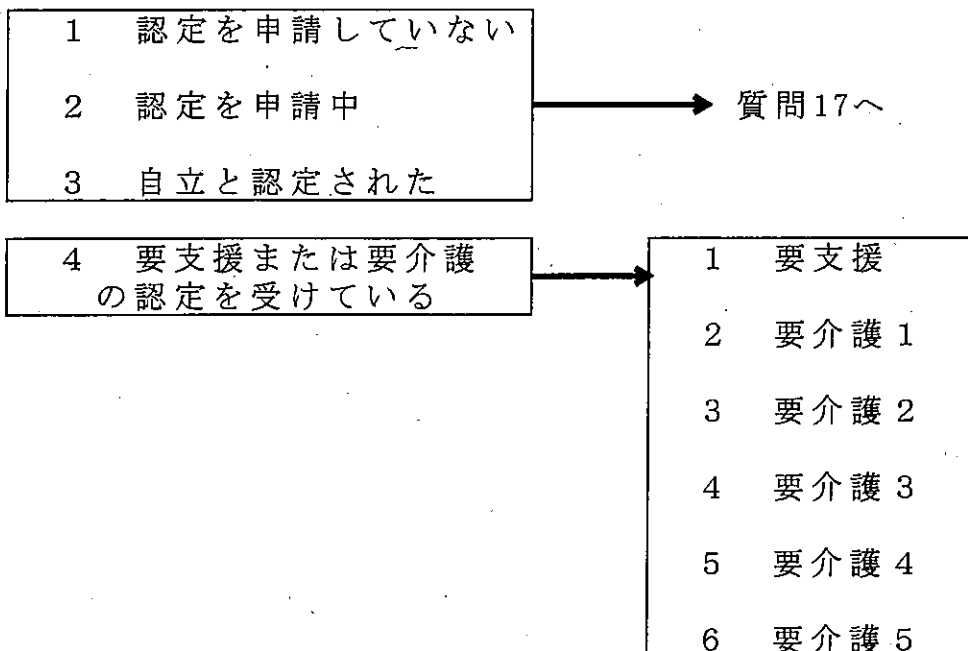 1 認定を申請していない
2 認定を申請中
質問17へ
3 自立と認定された
4 要支援または要介護
の認定を受けている
1 要支援
2 要介護1
3 要介護2
4 要介護3
5 要介護4
6 要介護5